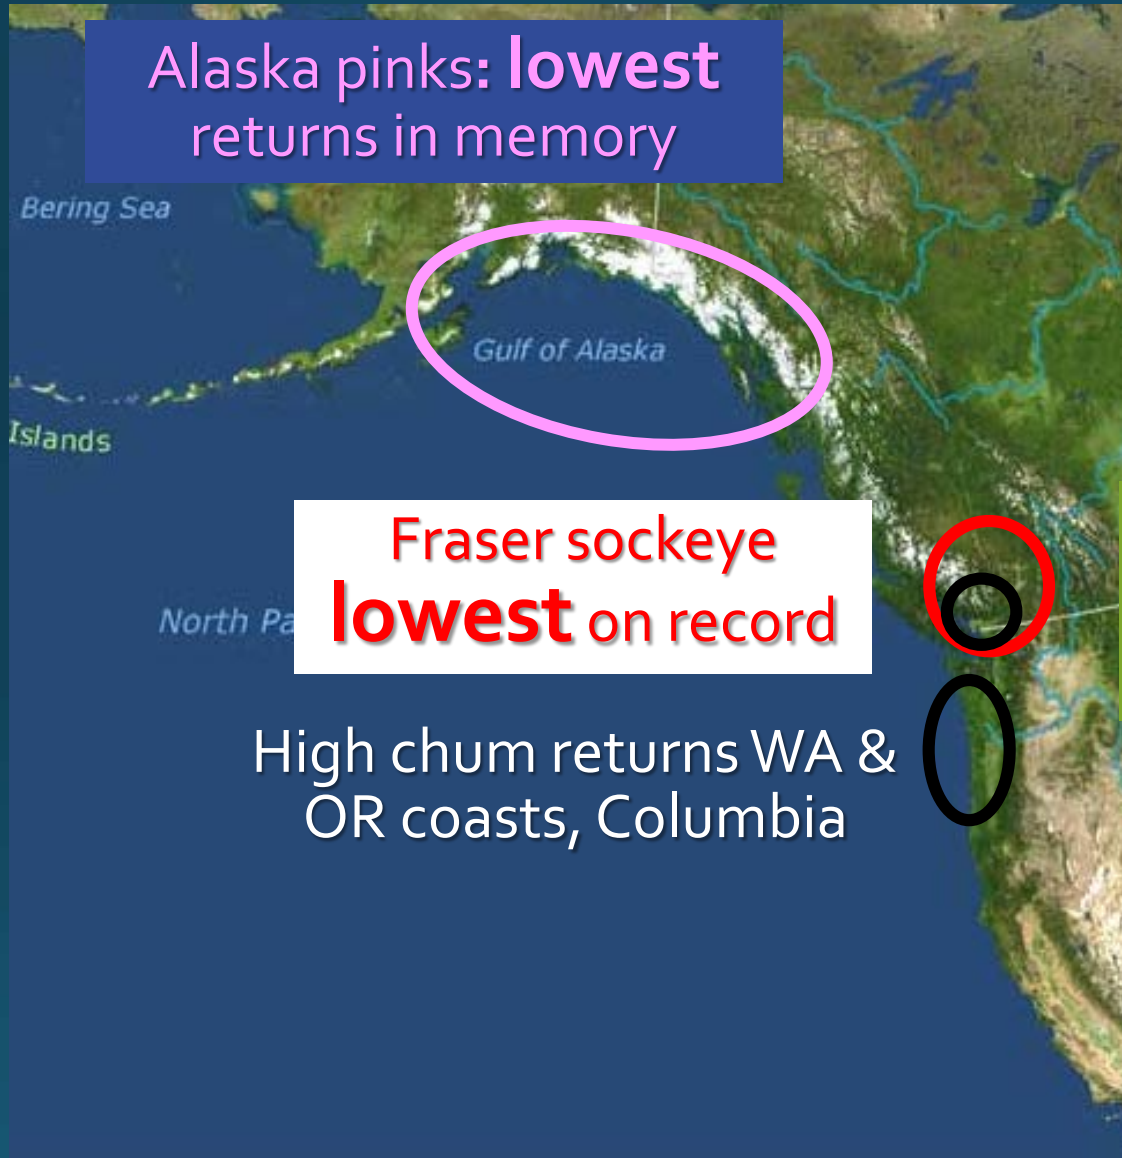 Alaska pinks: lowest
returns in memory
Bering Sea
Gulf of Alaska
Islands
Fraser sockeye
lowest on record
North Pa
High chum returns WA &
OR coasts, Columbia